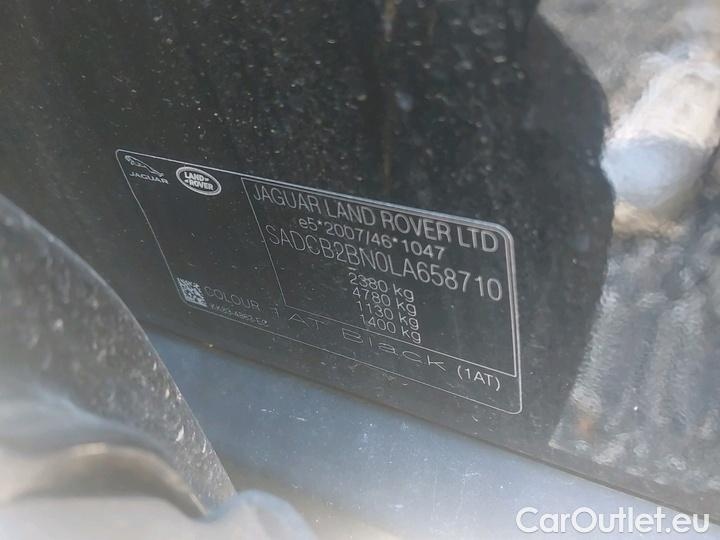 JAGUAR
LAND
ROVER
JAGUAR LAND ROVER LTD
e5*2007/46*1047
SADCB2BN0LA658710
2380 kg
4780 kg
1130 kg
1400 kg
COLOUR 1AT Black (1AT)
CarOutlet.eu